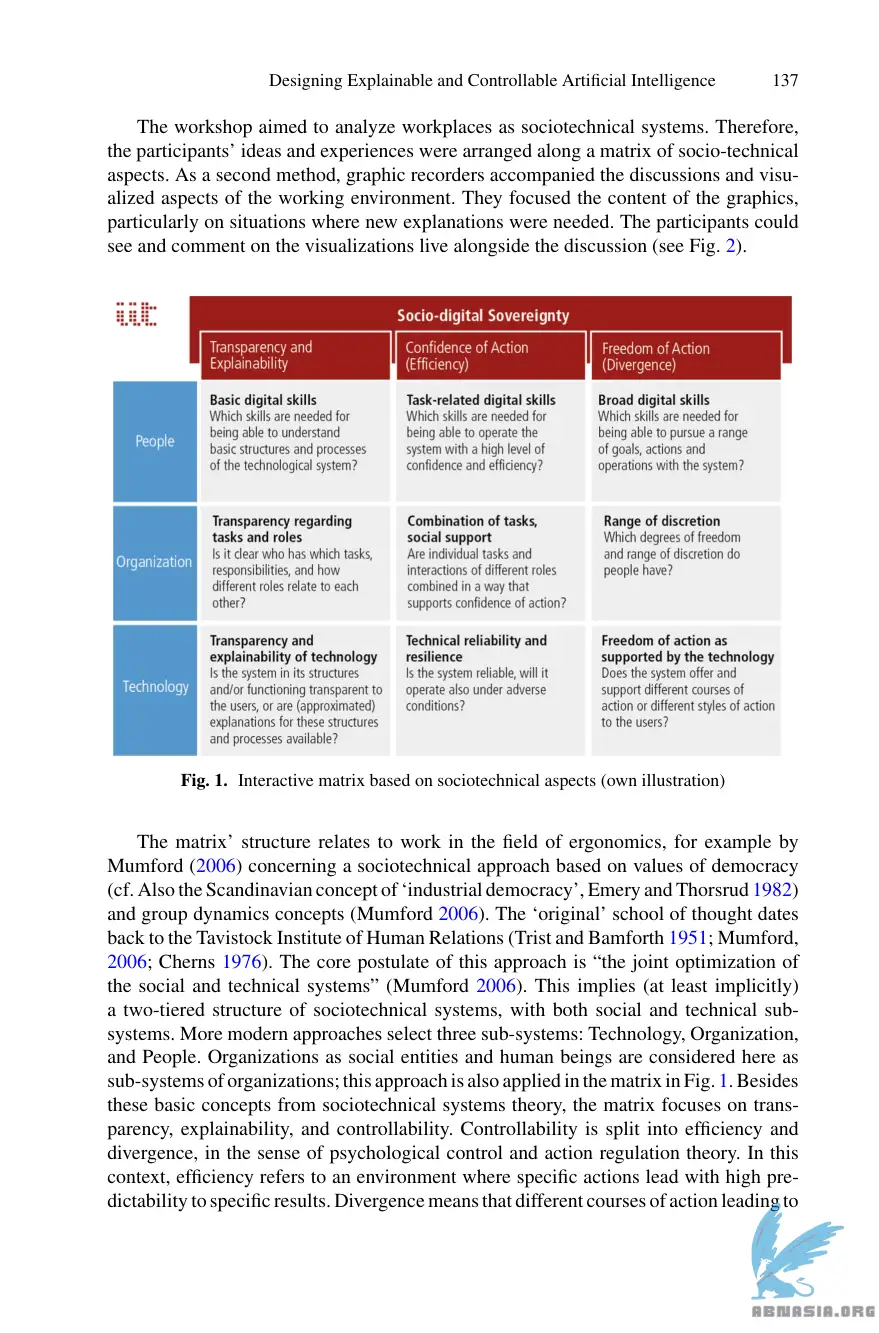 Designing Explainable and Controllable Artificial Intelligence 137
The workshop aimed to analyze workplaces as sociotechnical systems. Therefore,
the participants' ideas and experiences were arranged along a matrix of socio-technical
aspects. As a second method, graphic recorders accompanied the discussions and visu-
alized aspects of the working environment. They focused the content of the graphics,
particularly on situations where new explanations were needed. The participants could
see and comment on the visualizations live alongside the discussion (see Fig. 2).
Socio-digital Sovereignty
Transparency and
Explainability
Confidence of Action
(Efficiency)
Freedom of Action
(Divergence)
People
Basic digital skills
Which skills are needed for
being able to understand
basic structures and processes
of the technological system?
Task-related digital skills
Which skills are needed for
being able to operate the
system with a high level of
confidence and efficiency?
Broad digital skills
Which skills are needed for
being able to pursue a range
of goals, actions and
operations with the system?
Organization
Transparency regarding
tasks and roles
Is it clear who has which tasks,
responsibilities, and how
different roles relate to each
other?
Combination of tasks,
social support
Are individual tasks and
interactions of different roles
combined in a way that
supports confidence of action?
Range of discretion
Which degrees of freedom
and range of discretion do
people have?
Technology
Transparency and
explainability of technology
Is the system in its structures
and/or functioning transparent to
the users, or are (approximated)
explanations for these structures
and processes available?
Technical reliability and
resilience
Is the system reliable, will it
operate also under adverse
conditions?
Freedom of action as
supported by the technology
Does the system offer and
support different courses of
action or different styles of action
to the users?
Fig. 1. Interactive matrix based on sociotechnical aspects (own illustration)
The matrix' structure relates to work in the field of ergonomics, for example by
Mumford (2006) concerning a sociotechnical approach based on values of democracy
(cf. Also the Scandinavian concept of 'industrial democracy', Emery and Thorsrud 1982)
and group dynamics concepts (Mumford 2006). The 'original' school of thought dates
back to the Tavistock Institute of Human Relations (Trist and Bamforth 1951; Mumford,
2006; Cherns 1976). The core postulate of this approach is “the joint optimization of
the social and technical systems” (Mumford 2006). This implies (at least implicitly)
a two-tiered structure of sociotechnical systems, with both social and technical sub-
systems. More modern approaches select three sub-systems: Technology, Organization,
and People. Organizations as social entities and human beings are considered here as
sub-systems of organizations; this approach is also applied in the matrix in Fig. 1. Besides
these basic concepts from sociotechnical systems theory, the matrix focuses on trans-
parency, explainability, and controllability. Controllability is split into efficiency and
divergence, in the sense of psychological control and action regulation theory. In this
context, efficiency refers to an environment where specific actions lead with high pre-
dictability to specific results. Divergence means that different courses of action leading to
ABNASIA.ORG